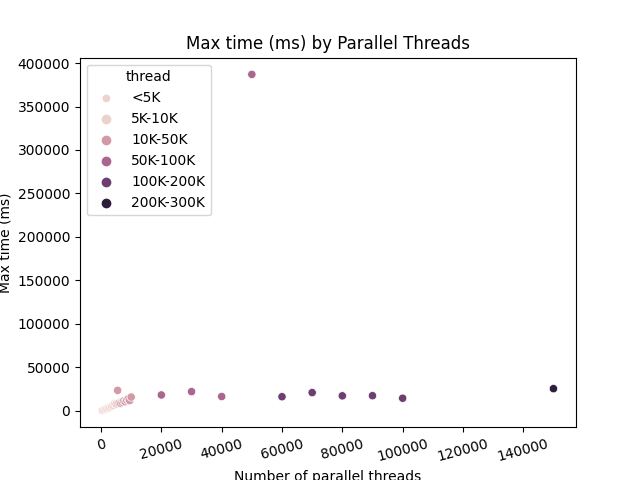 Max time (ms) by Parallel Threads
400000
350000
300000
250000
200000
150000
100000
50000
0
Max time (ms)
thread
<5K
5K-10K
10K-50K
50K-100K
100K-200K
200K-300K
0
20000
40000
60000
80000
100000
120000
140000
Number of parallel threads